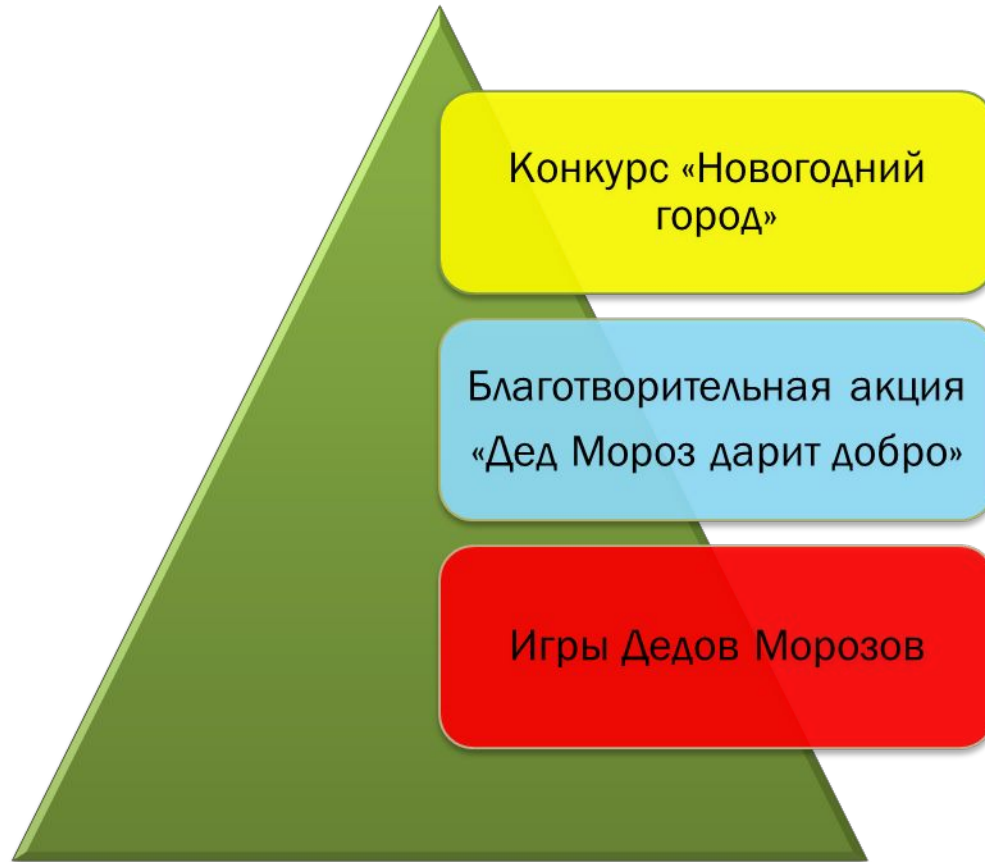 Конкурс «Новогодний
город»
Благотворительная акция
«Дед Мороз дарит добро»
Игры Дедов Морозов